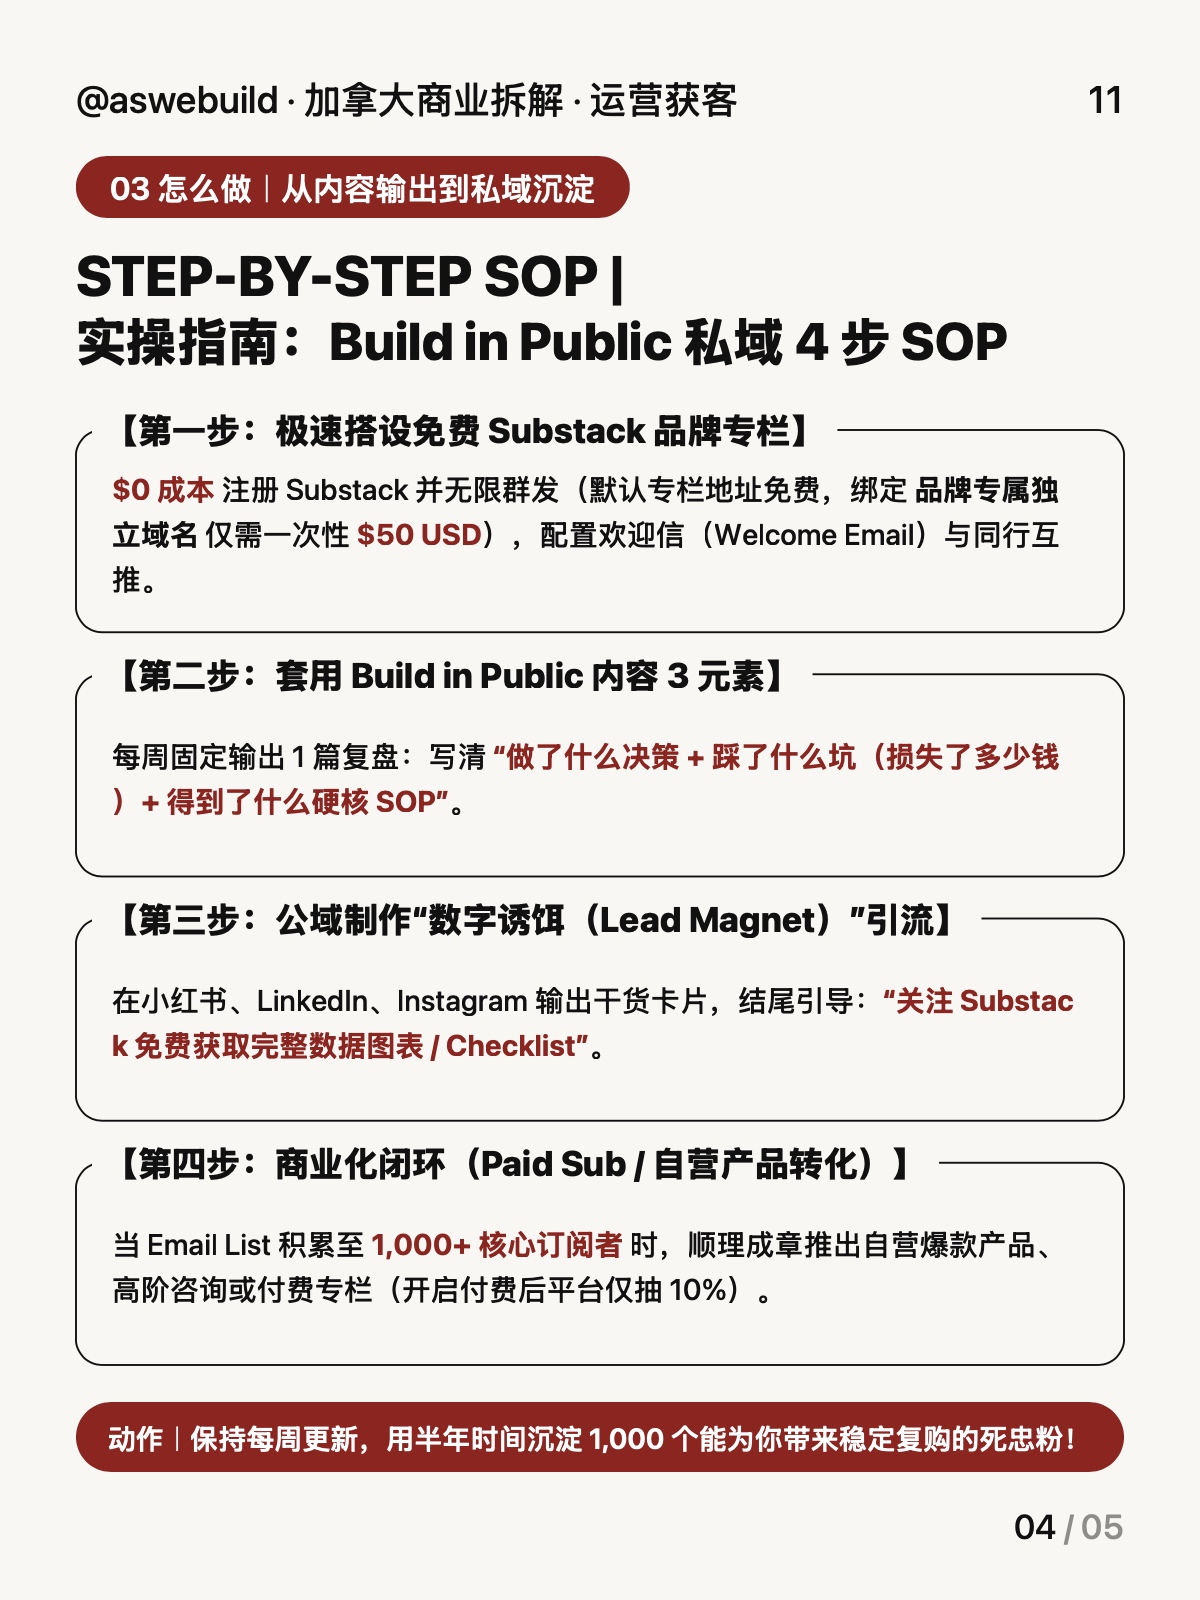 @aswebuild · 加拿大商业拆解 · 运营获客
11
03 怎么做｜从内容输出到私域沉淀
STEP-BY-STEP SOP |
实操指南：Build in Public 私域 4 步 SOP
【第一步：极速搭设免费 Substack 品牌专栏】
$0 成本 注册 Substack 并无限群发（默认专栏地址免费，绑定 品牌专属独
立域名 仅需一次性 $50 USD），配置欢迎信（Welcome Email）与同行互
推。
【第二步：套用 Build in Public 内容 3 元素】
每周固定输出 1 篇复盘：写清 “做了什么决策 + 踩了什么坑（损失了多少钱
）+ 得到了什么硬核 SOP”。
【第三步：公域制作“数字诱饵（Lead Magnet）”引流】
在小红书、LinkedIn、Instagram 输出干货卡片，结尾引导：“关注 Substac
k 免费获取完整数据图表 / Checklist”。
【第四步：商业化闭环（Paid Sub / 自营产品转化）】
当 Email List 积累至 1,000+ 核心订阅者 时，顺理成章推出自营爆款产品、
高阶咨询或付费专栏（开启付费后平台仅抽 10%）。
动作｜保持每周更新，用半年时间沉淀 1,000 个能为你带来稳定复购的死忠粉！
04 / 05